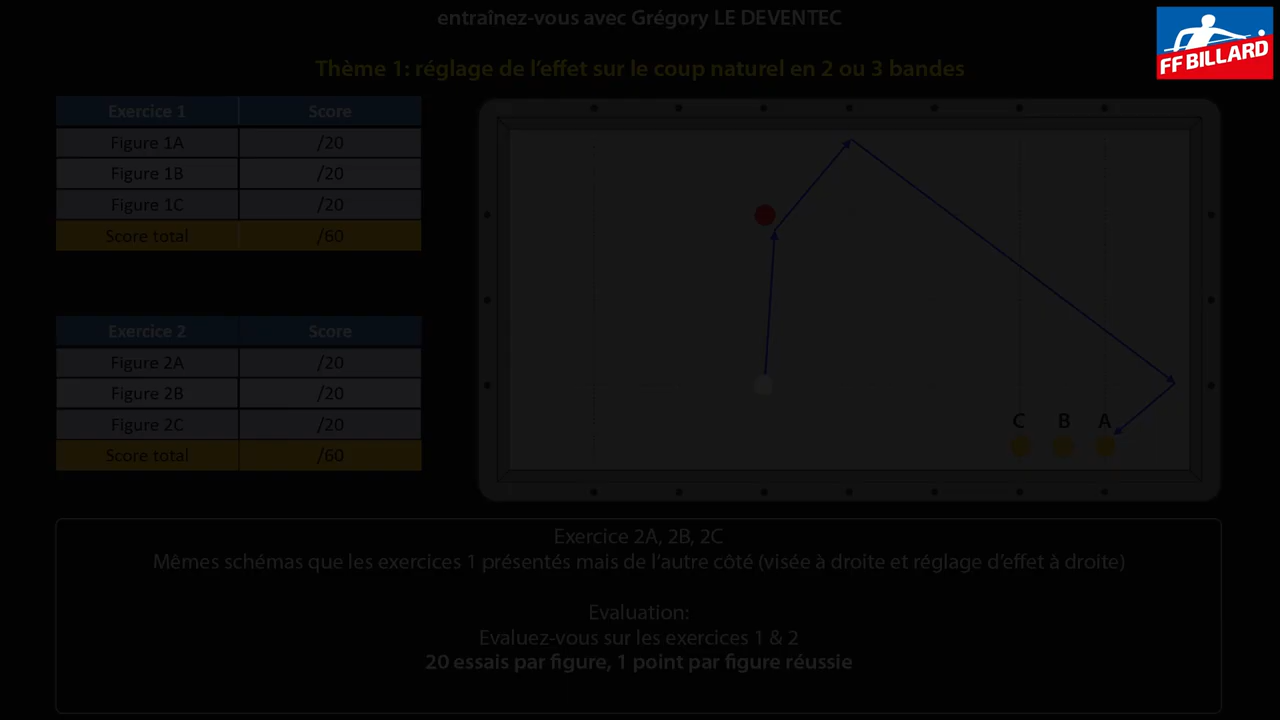 entraînez-vous avec Grégory LE DEVENTEC
FF BILLARD
Thème 1: réglage de l'effet sur le coup naturel en 2 ou 3 bandes
Exercice 1 Score
Figure 1A /20
Figure 1B /20
Figure 1C /20
Score total /60
Exercice 2 Score
Figure 2A /20
Figure 2B /20
Figure 2C /20
Score total /60
C B A
Exercice 2A, 2B, 2C
Mêmes schémas que les exercices 1 présentés mais de l'autre côté (visée à droite et réglage d'effet à droite)
Evaluation:
Evaluez-vous sur les exercices 1 & 2
20 essais par figure, 1 point par figure réussie